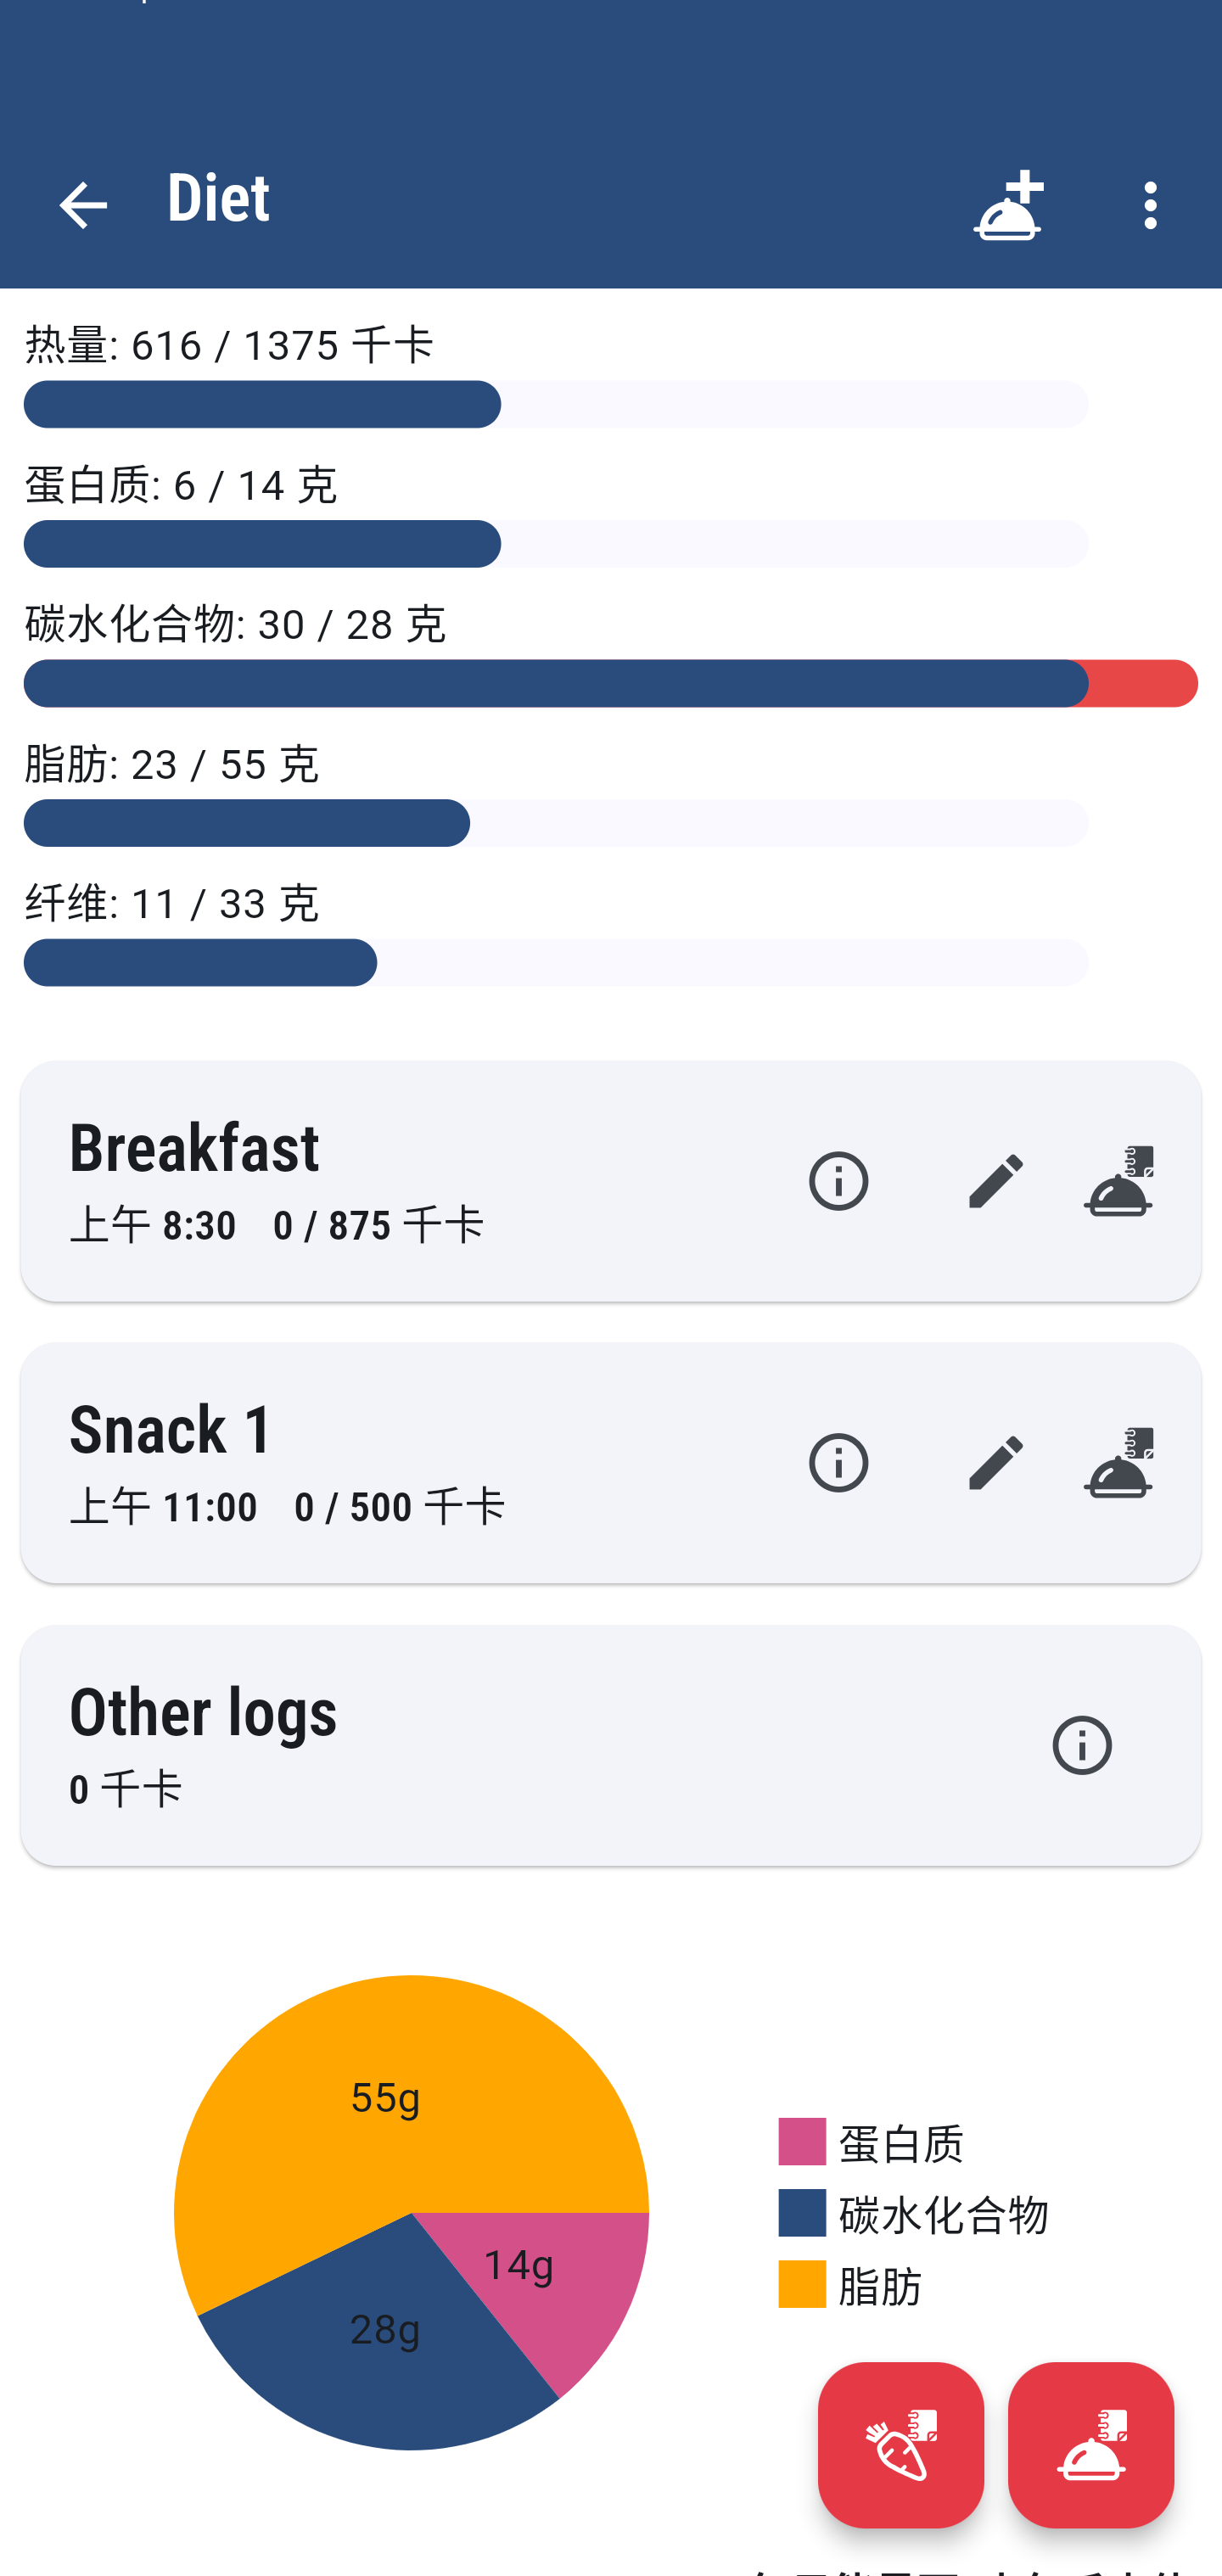 Diet
热量: 616 / 1375 千卡
蛋白质: 6 / 14 克
碳水化合物: 30 / 28 克
脂肪: 23 / 55 克
纤维: 11 / 33 克
Breakfast
上午 8:30 0 / 875 千卡
Snack 1
上午 11:00 0 / 500 千卡
Other logs
0 千卡
55g
14g
28g
蛋白质
碳水化合物
脂肪